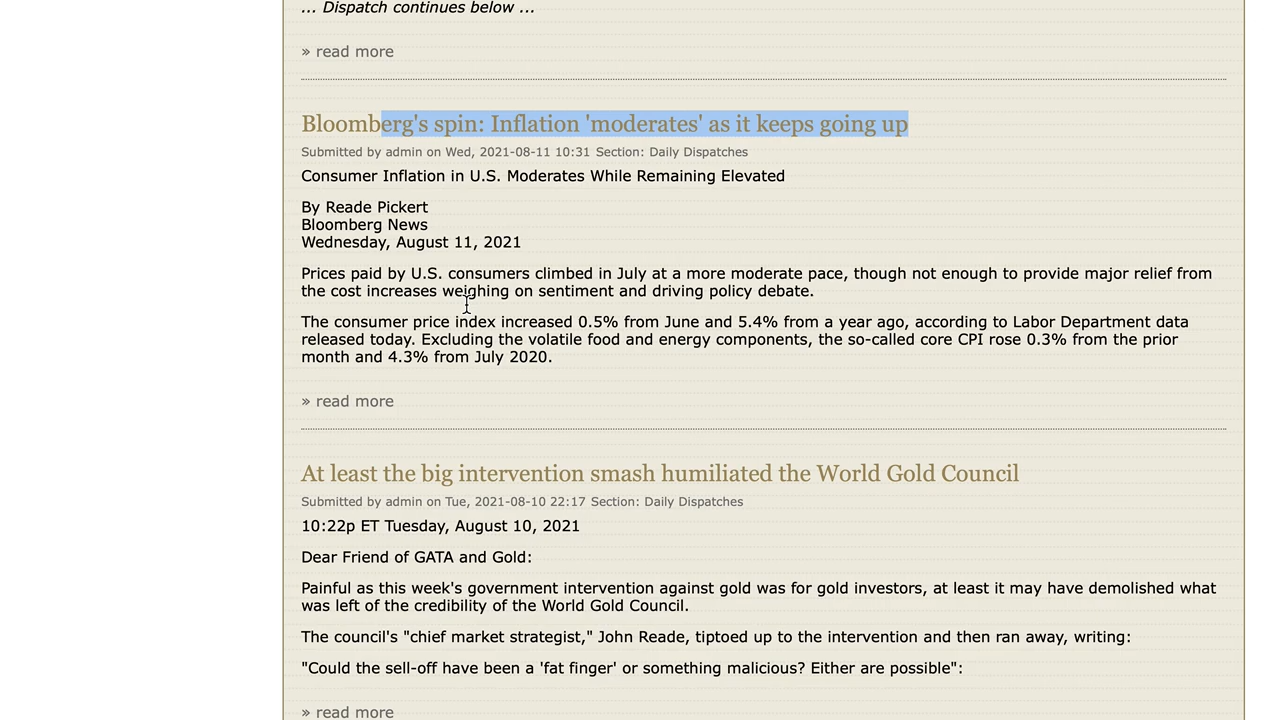 ... Dispatch continues below ...
» read more
Bloomberg's spin: Inflation 'moderates' as it keeps going up
Submitted by admin on Wed, 2021-08-11 10:31 Section: Daily Dispatches
Consumer Inflation in U.S. Moderates While Remaining Elevated
By Reade Pickert
Bloomberg News
Wednesday, August 11, 2021
Prices paid by U.S. consumers climbed in July at a more moderate pace, though not enough to provide major relief from
the cost increases weighing on sentiment and driving policy debate.
The consumer price index increased 0.5% from June and 5.4% from a year ago, according to Labor Department data
released today. Excluding the volatile food and energy components, the so-called core CPI rose 0.3% from the prior
month and 4.3% from July 2020.
» read more
At least the big intervention smash humiliated the World Gold Council
Submitted by admin on Tue, 2021-08-10 22:17 Section: Daily Dispatches
10:22p ET Tuesday, August 10, 2021
Dear Friend of GATA and Gold:
Painful as this week's government intervention against gold was for gold investors, at least it may have demolished what
was left of the credibility of the World Gold Council.
The council's "chief market strategist," John Reade, tiptoed up to the intervention and then ran away, writing:
"Could the sell-off have been a 'fat finger' or something malicious? Either are possible":
» read more